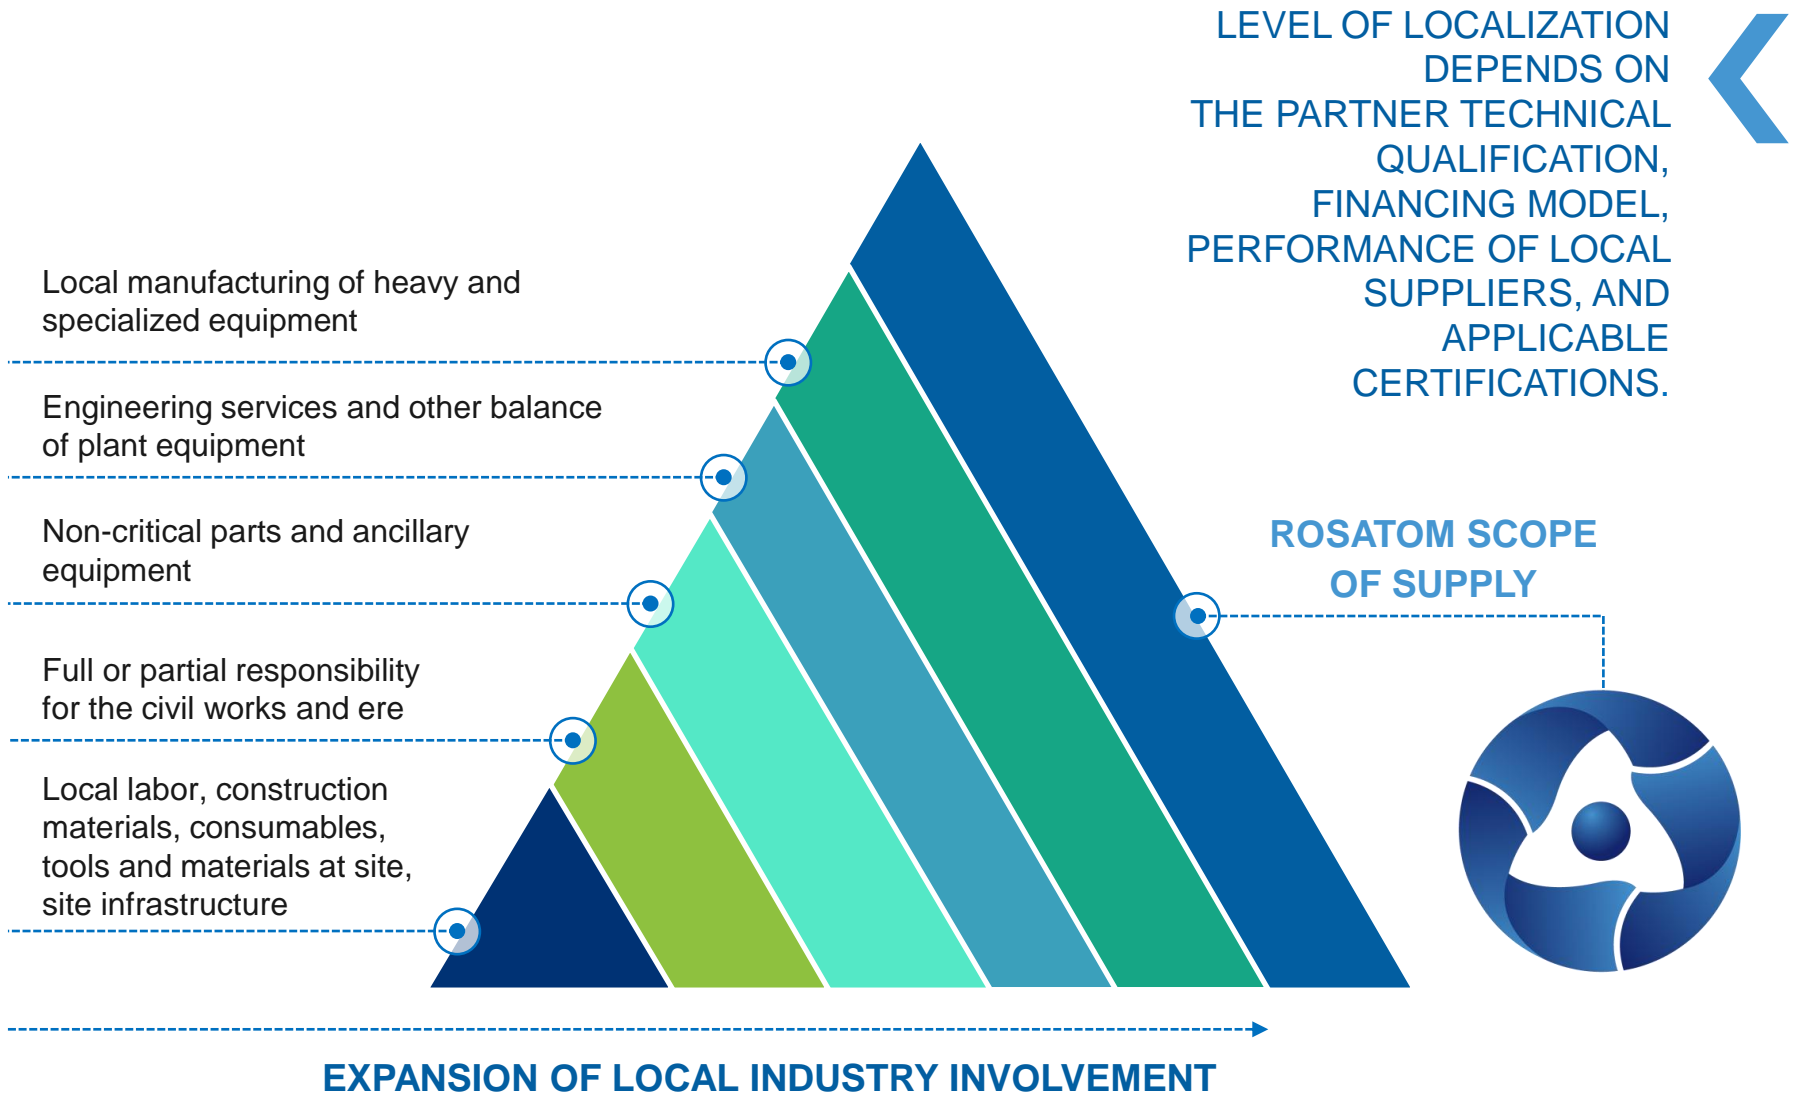 LEVEL OF LOCALIZATION
DEPENDS ON
THE PARTNER TECHNICAL
QUALIFICATION,
FINANCING MODEL,
PERFORMANCE OF LOCAL
SUPPLIERS, AND
APPLICABLE
CERTIFICATIONS.
Local manufacturing of heavy and
specialized equipment
Engineering services and other balance
of plant equipment
Non-critical parts and ancillary
equipment
Full or partial responsibility
for the civil works and ere
Local labor, construction
materials, consumables,
tools and materials at site,
site infrastructure
ROSATOM SCOPE
OF SUPPLY
EXPANSION OF LOCAL INDUSTRY INVOLVEMENT